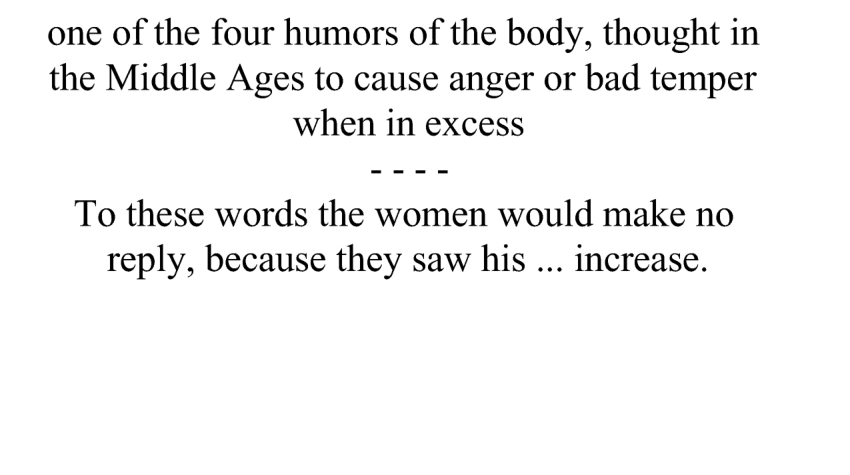 one of the four humors of the body, thought in
the Middle Ages to cause anger or bad temper
when in excess
- - - -
To these words the women would make no
reply, because they saw his ... increase.